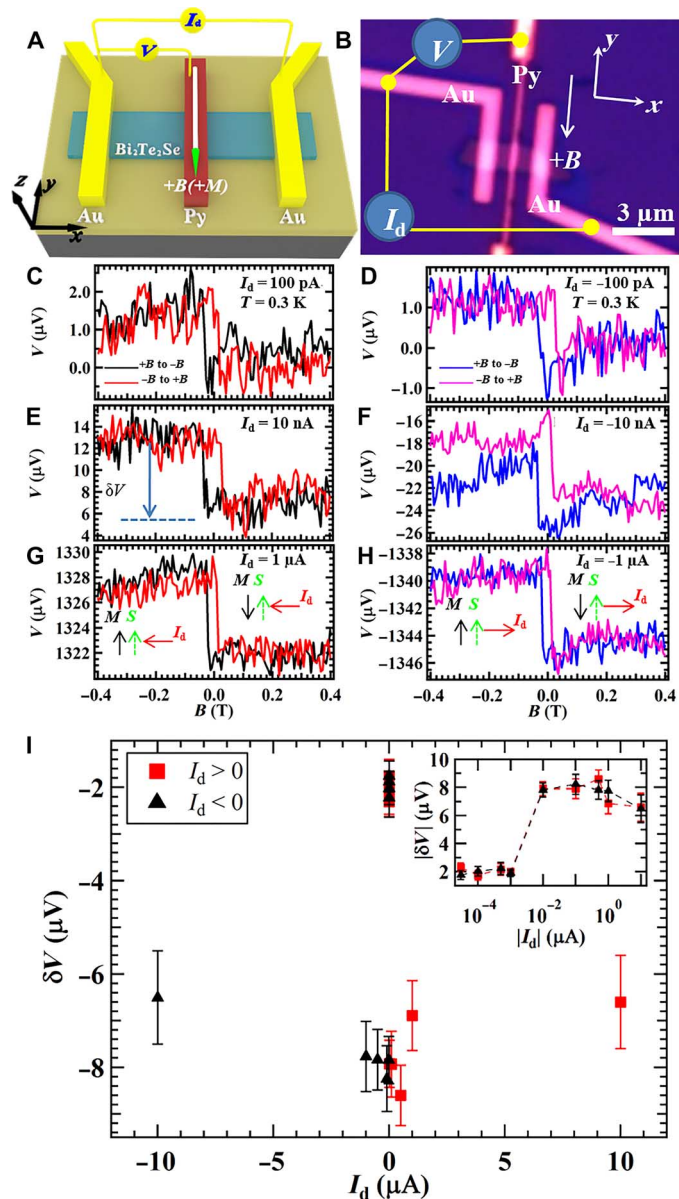 A
I_d
V
Bi₂Te₂Se
+B(+M)
z y x
Au Py Au
B
V
Py
y
x
Au
+B
Au
I_d
3 µm
C
I_d = 100 pA
T = 0.3 K
+B to −B
−B to +B
V (µV)
2.0
1.0
0.0
D
I_d = −100 pA
T = 0.3 K
+B to −B
−B to +B
V (µV)
2.0
1.0
0.0
−1.0
E
I_d = 10 nA
δV
V (µV)
14
12
10
8
6
4
F
I_d = −10 nA
V (µV)
−16
−18
−20
−22
−24
−26
G
I_d = 1 µA
M S I_d
M S I_d
V (µV)
1330
1328
1326
1324
1322
−0.4 −0.2 0.0 0.2 0.4
B (T)
H
I_d = −1 µA
M S I_d
M S I_d
V (µV)
−1338
−1340
−1342
−1344
−1346
−0.4 −0.2 0.0 0.2 0.4
B (T)
I
I_d > 0
I_d < 0
δV (µV)
−2
−4
−6
−8
−10 −5 0 5 10
I_d (µA)
|δV| (µV)
10
8
6
4
2
10⁻⁴ 10⁻² 10⁰
|I_d| (µA)